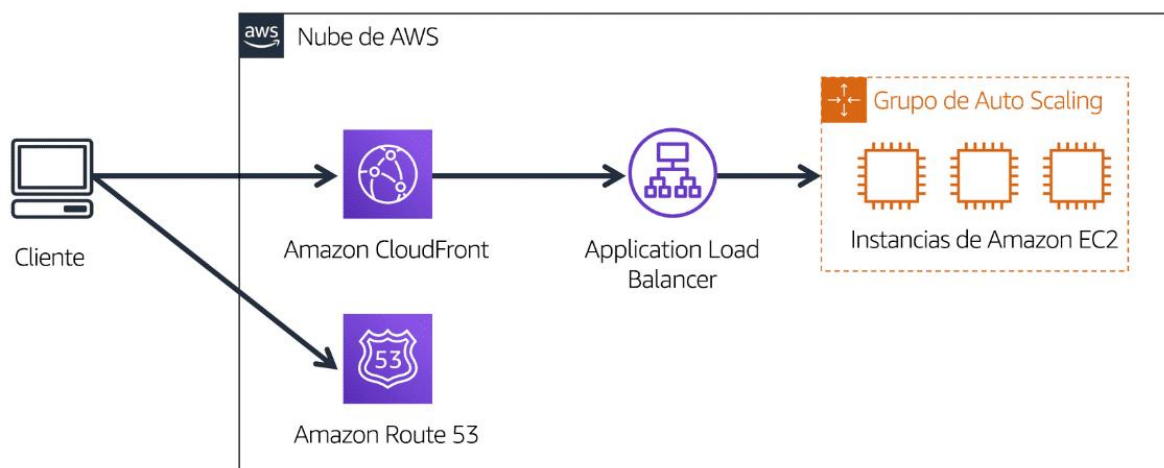 aws
Nube de AWS
Grupo de Auto Scaling
Cliente
Amazon CloudFront
Application Load
Balancer
Instancias de Amazon EC2
53
Amazon Route 53